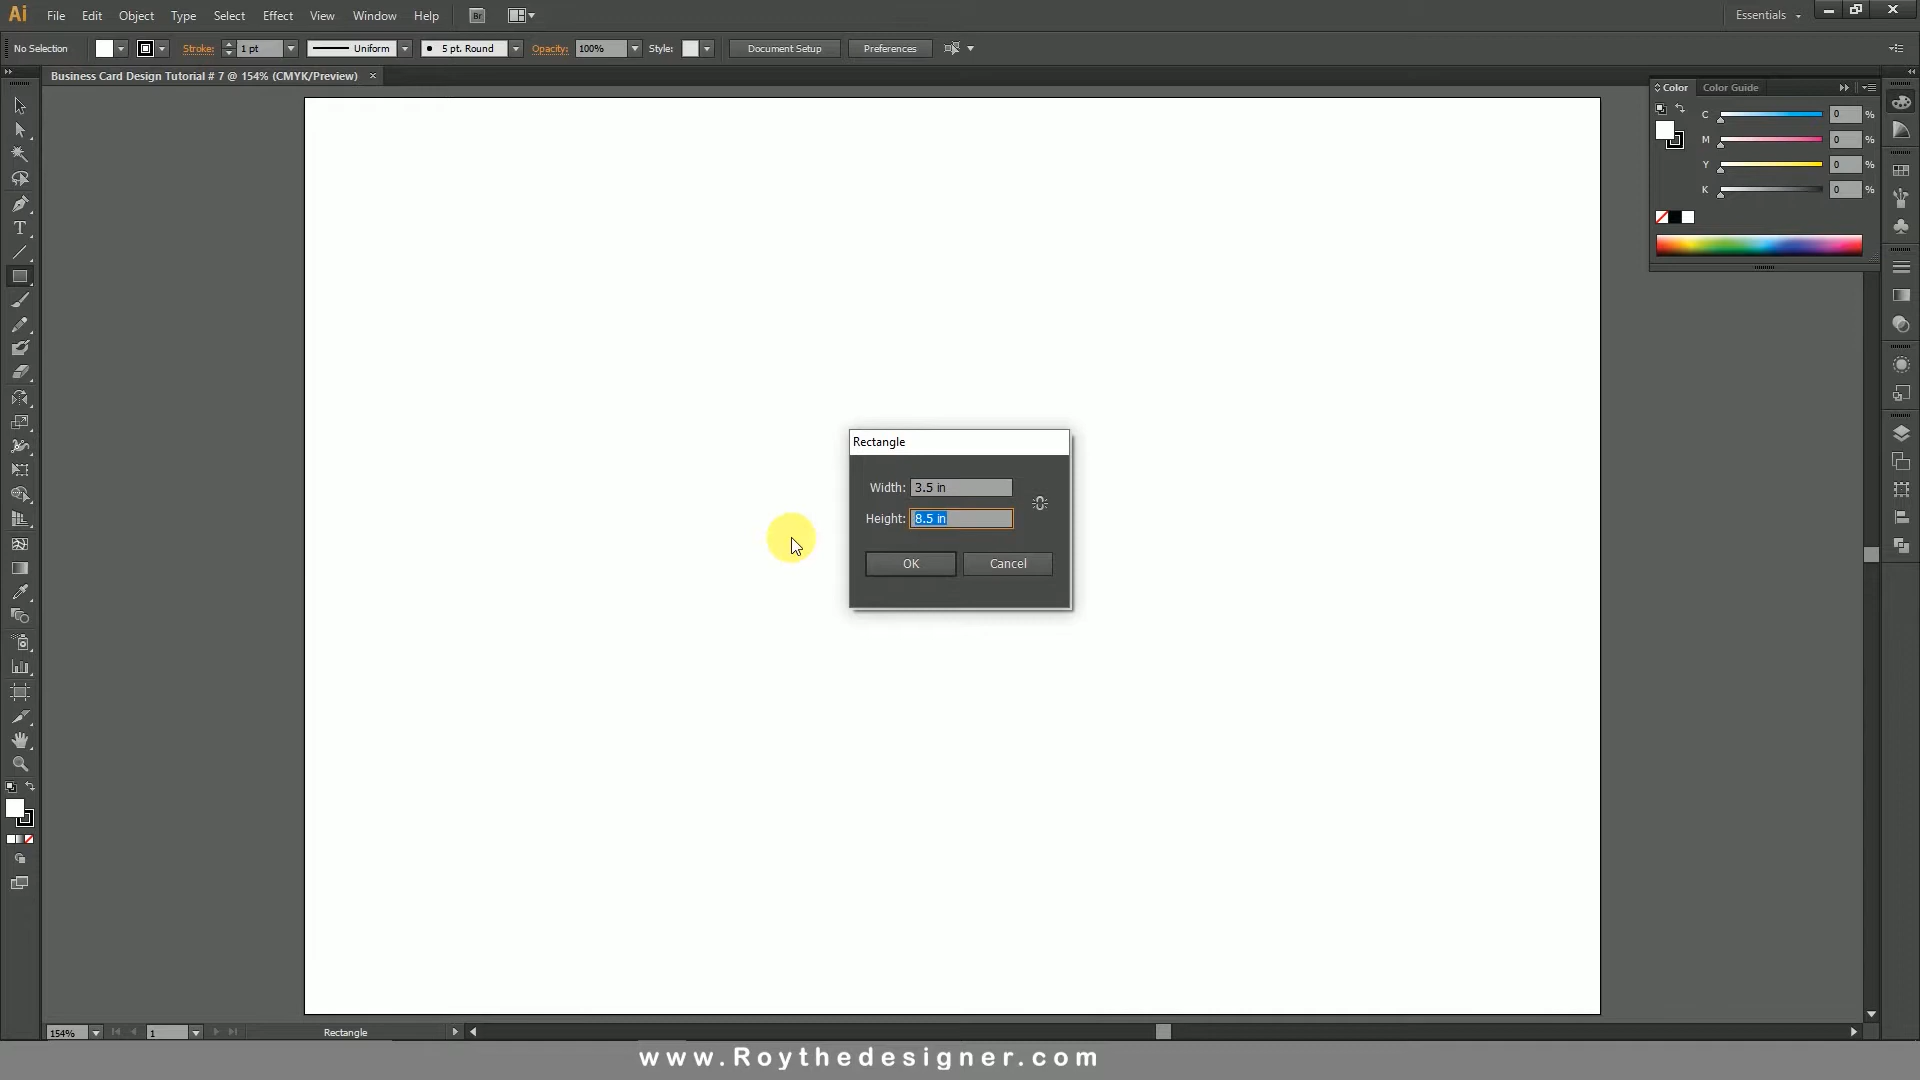 Ai File Edit Object Type Select Effect View Window Help Br Essentials
No Selection Stroke: 1 pt Uniform 5 pt. Round Opacity: 100% Style: Document Setup Preferences
Business Card Design Tutorial # 7 @ 154% (CMYK/Preview)
Color Color Guide
C 0 %
M 0 %
Y 0 %
K 0 %
Rectangle
Width: 3.5 in
Height: 8.5 in
OK Cancel
154% 1 Rectangle
www.Roythedesigner.com